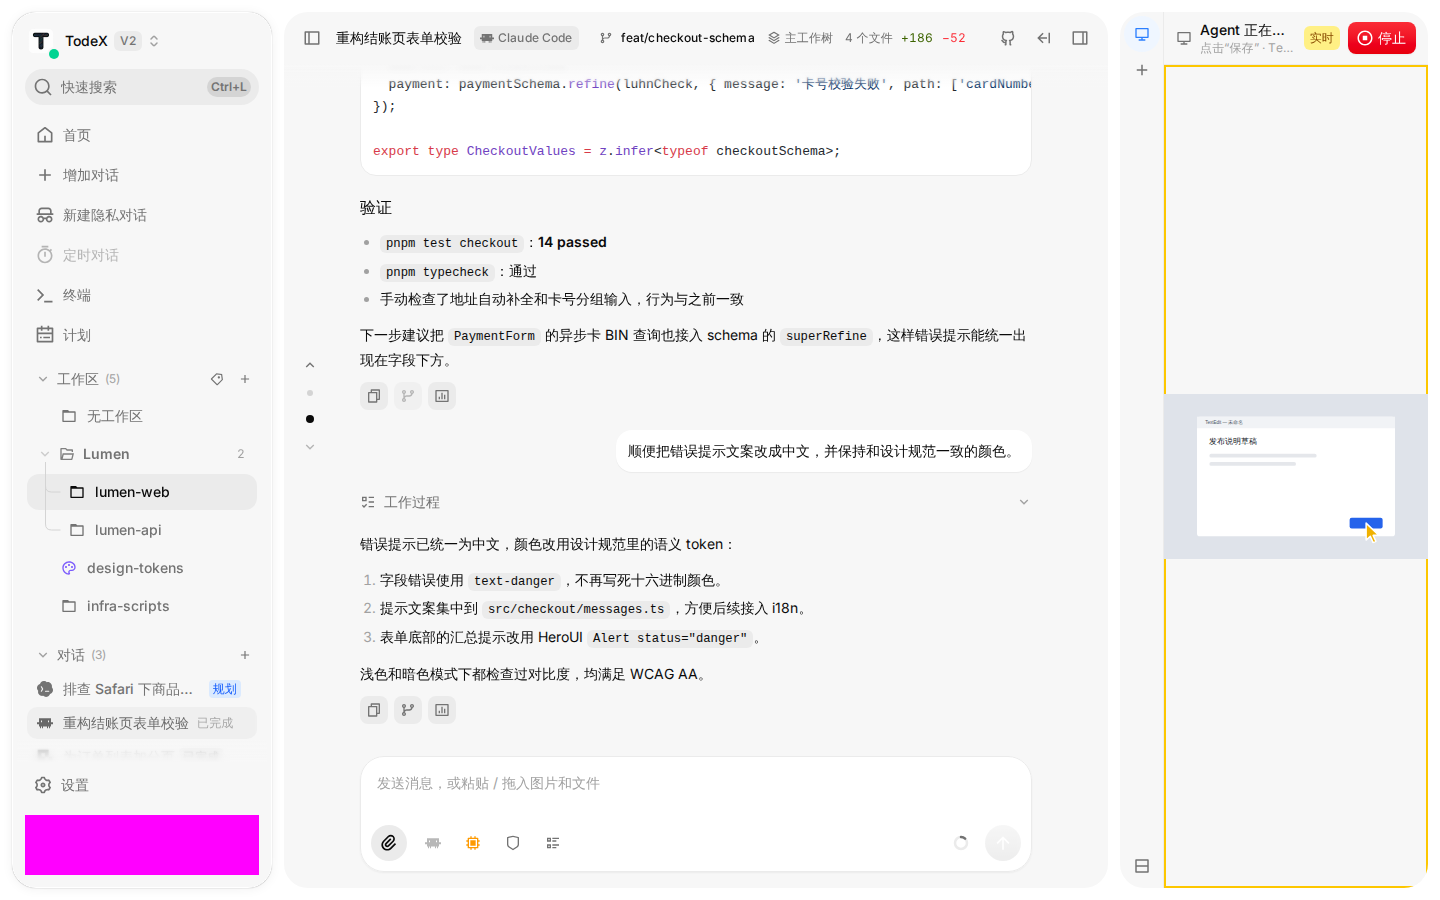 TodeX V2
快速搜索 Ctrl+L
首页
增加对话
新建隐私对话
定时对话
终端
计划
工作区 (5)
无工作区
Lumen 2
lumen-web
lumen-api
design-tokens
infra-scripts
对话 (3)
排查 Safari 下商品... 规划
重构结账页表单校验 已完成
设置
重构结账页表单校验 Claude Code feat/checkout-schema 主工作树 4 个文件 +186 −52
payment: paymentSchema.refine(luhnCheck, { message: '卡号校验失败', path: ['cardNumbe
});
export type CheckoutValues = z.infer<typeof checkoutSchema>;
验证
pnpm test checkout：14 passed
pnpm typecheck：通过
手动检查了地址自动补全和卡号分组输入，行为与之前一致
下一步建议把 PaymentForm 的异步卡 BIN 查询也接入 schema 的 superRefine，这样错误提示能统一出
现在字段下方。
顺便把错误提示文案改成中文，并保持和设计规范一致的颜色。
工作过程
错误提示已统一为中文，颜色改用设计规范里的语义 token：
1. 字段错误使用 text-danger，不再写死十六进制颜色。
2. 提示文案集中到 src/checkout/messages.ts，方便后续接入 i18n。
3. 表单底部的汇总提示改用 HeroUI Alert status="danger"。
浅色和暗色模式下都检查过对比度，均满足 WCAG AA。
发送消息，或粘贴 / 拖入图片和文件
Agent 正在...
点击“保存” · Te...
实时
停止
TextEdit — 未命名
发布说明草稿